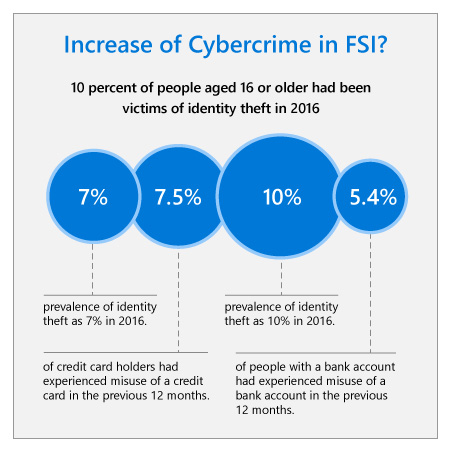 Increase of Cybercrime in FSI?
10 percent of people aged 16 or older had been
victims of identity theft in 2016
7%
7.5%
10%
5.4%
prevalence of identity
theft as 7% in 2016.
prevalence of identity
theft as 10% in 2016.
of credit card holders had
experienced misuse of a credit
card in the previous 12 months.
of people with a bank account
had experienced misuse of a
bank account in the previous
12 months.